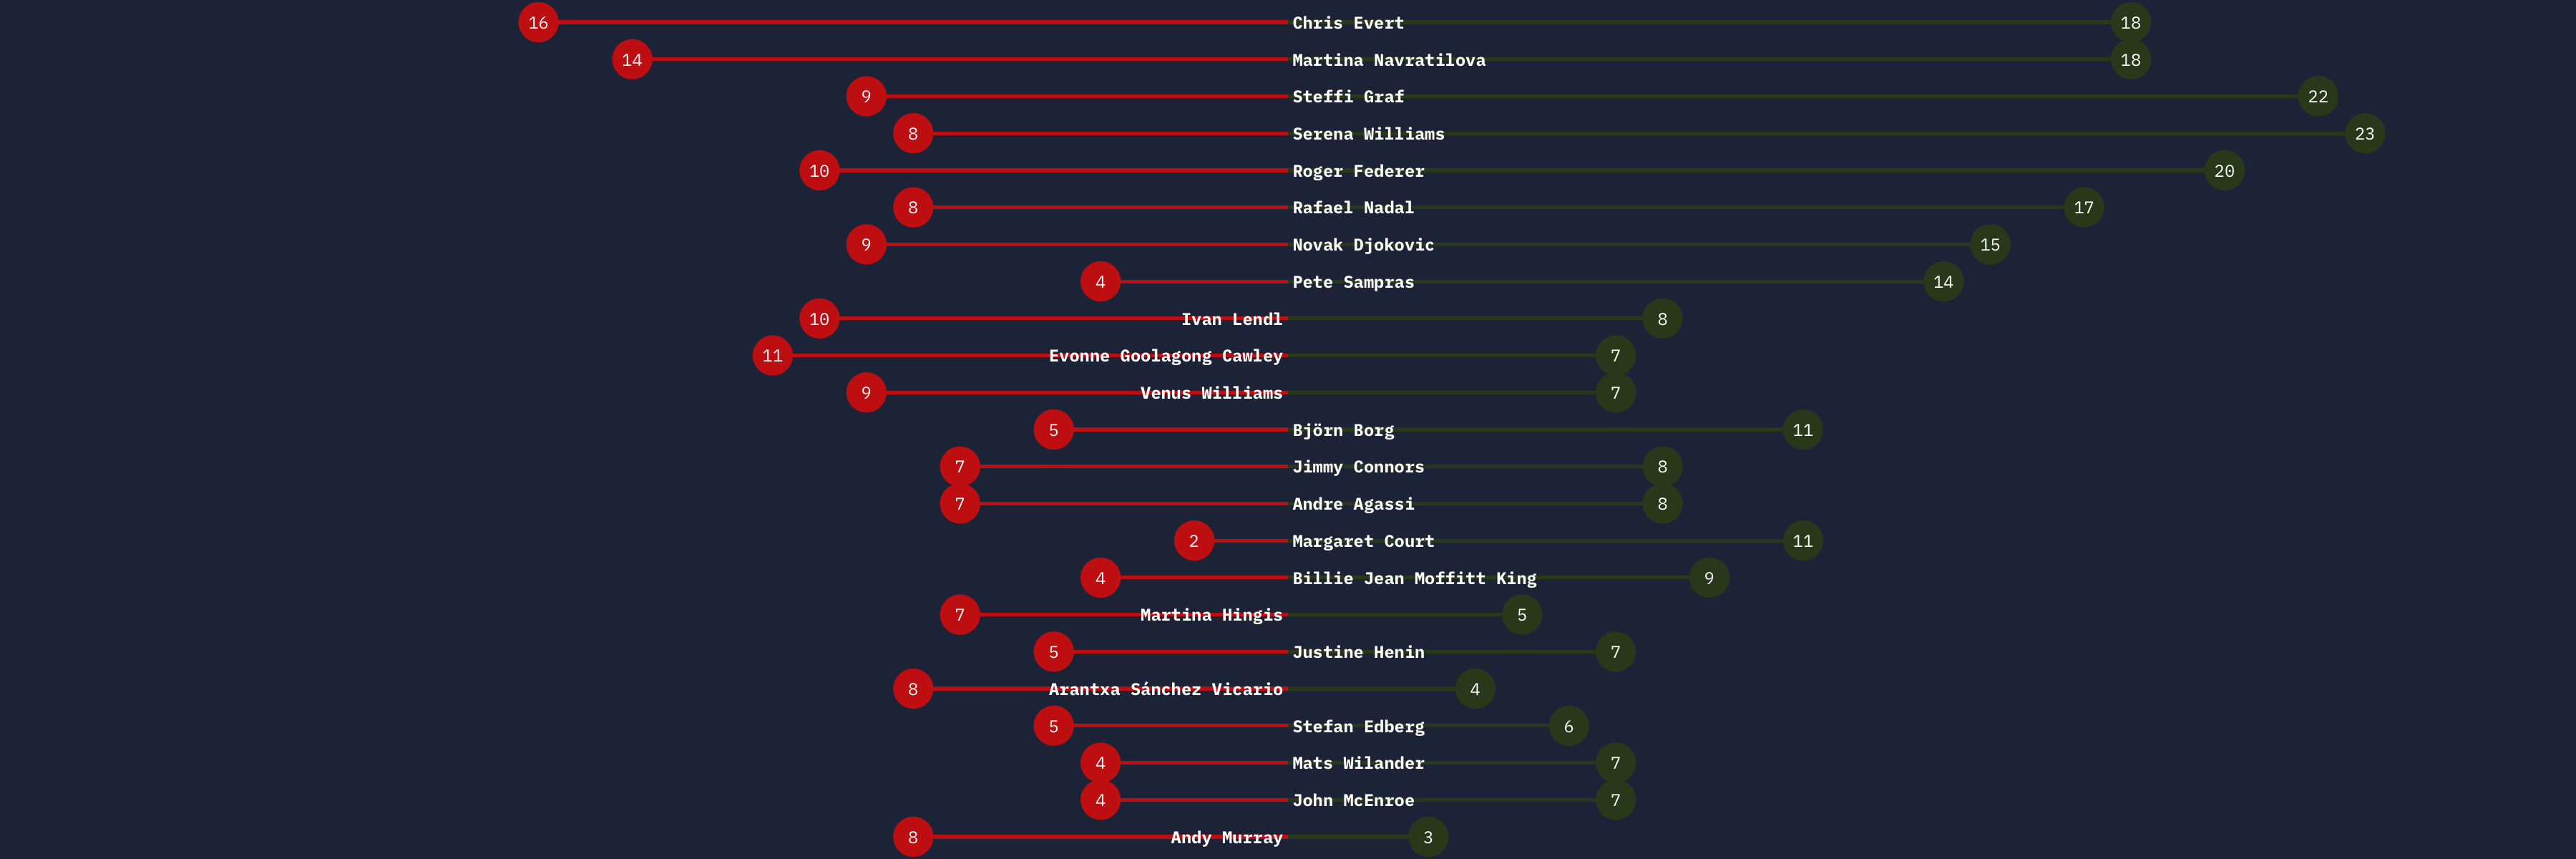 16 Chris Evert 18
14 Martina Navratilova 18
9 Steffi Graf 22
8 Serena Williams 23
10 Roger Federer 20
8 Rafael Nadal 17
9 Novak Djokovic 15
4 Pete Sampras 14
10 Ivan Lendl 8
11 Evonne Goolagong Cawley 7
9 Venus Williams 7
5 Björn Borg 11
7 Jimmy Connors 8
7 Andre Agassi 8
2 Margaret Court 11
4 Billie Jean Moffitt King 9
7 Martina Hingis 5
5 Justine Henin 7
8 Arantxa Sánchez Vicario 4
5 Stefan Edberg 6
4 Mats Wilander 7
4 John McEnroe 7
8 Andy Murray 3